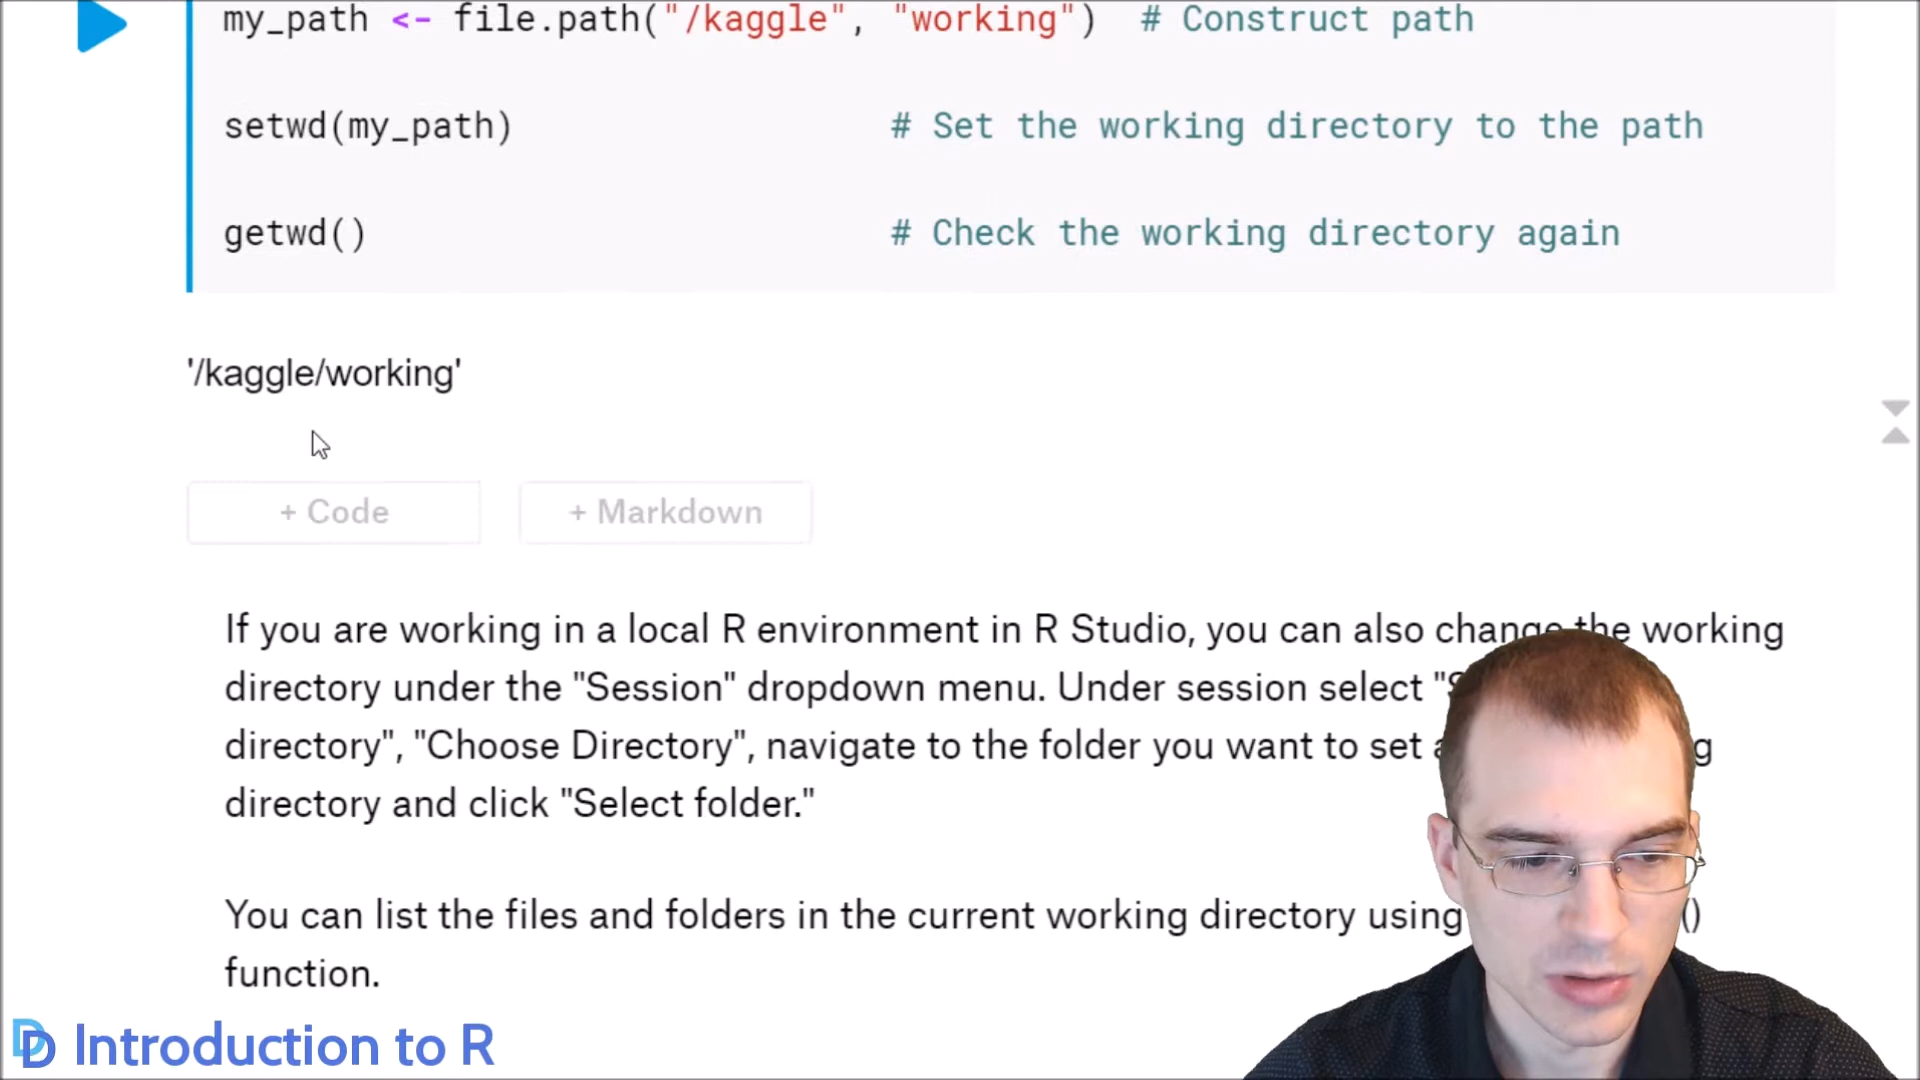 my_path <- file.path("/kaggle", "working")  # Construct path
setwd(my_path)  # Set the working directory to the path
getwd()  # Check the working directory again
'/kaggle/working'
+ Code
+ Markdown
If you are working in a local R environment in R Studio, you can also change the working
directory under the "Session" dropdown menu. Under session select
directory", "Choose Directory", navigate to the folder you want to set
directory and click "Select folder."
You can list the files and folders in the current working directory using ()
function.
Introduction to R